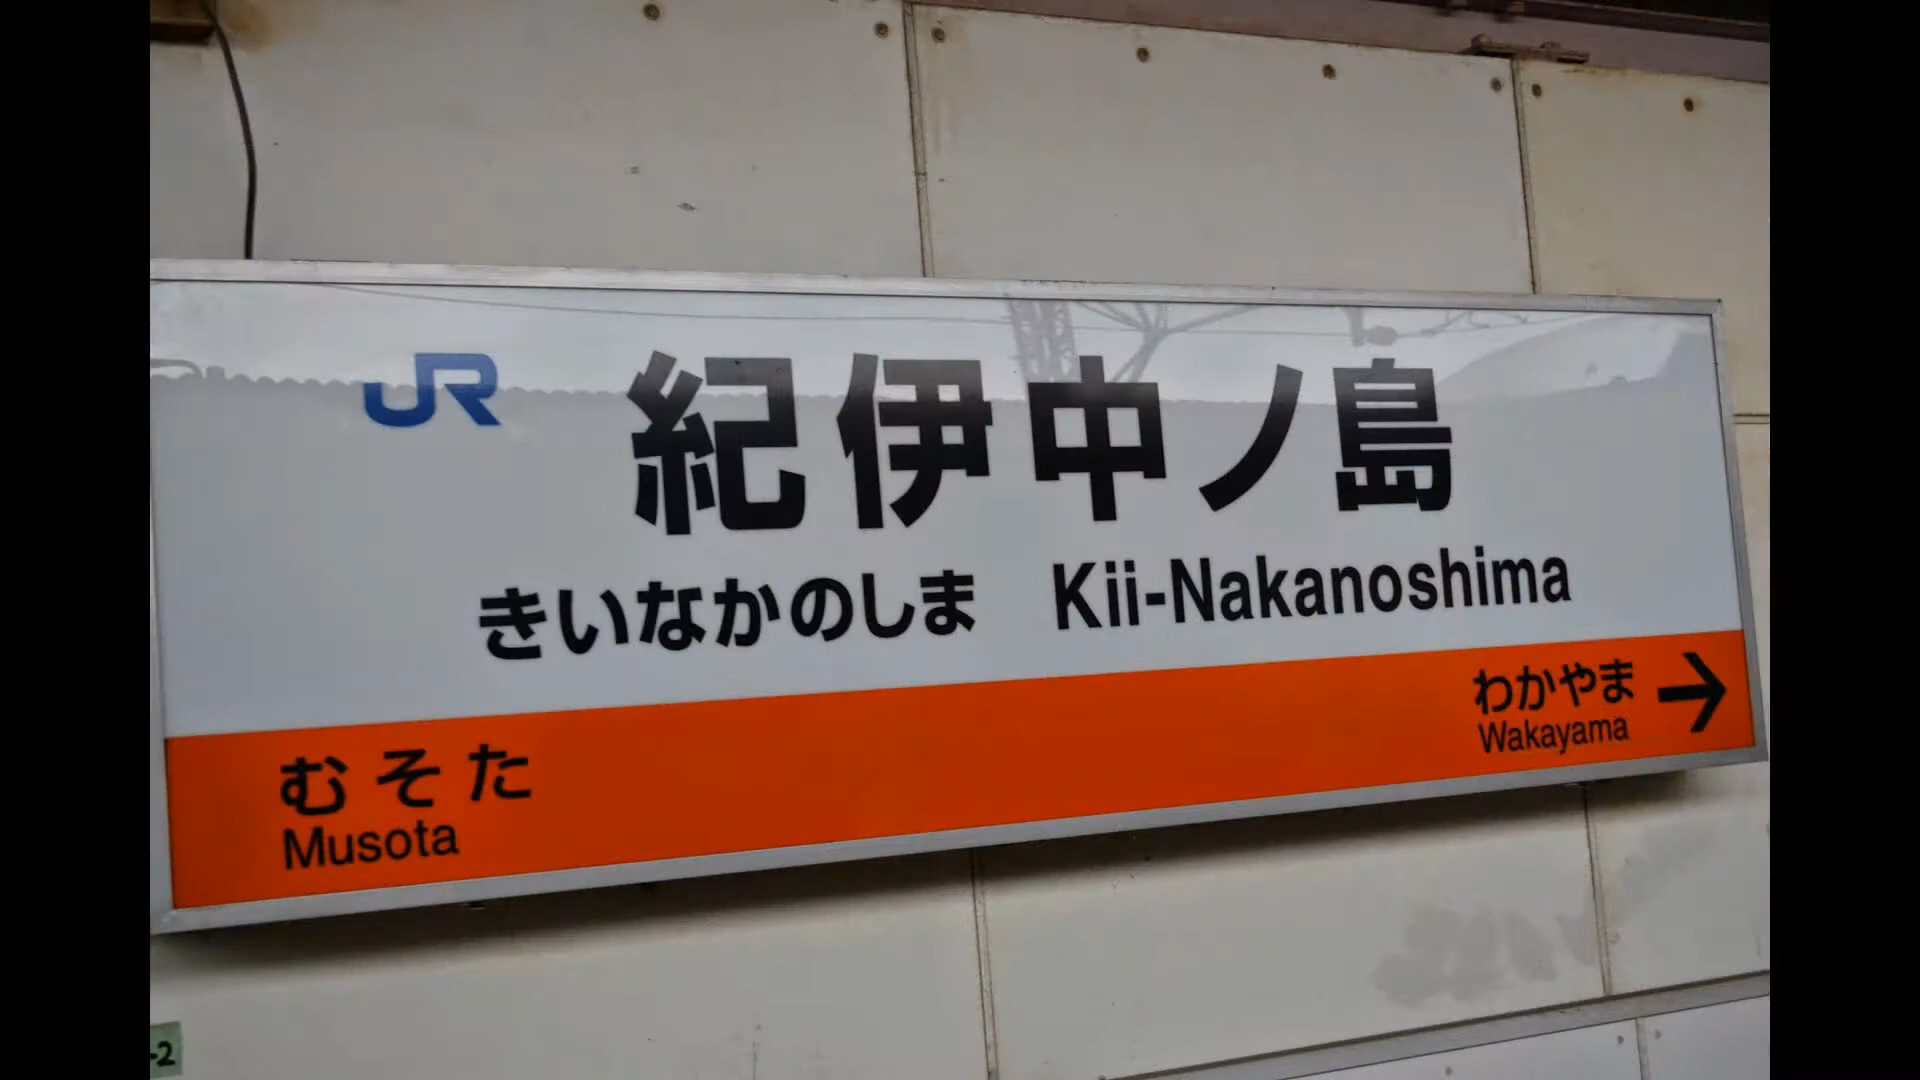 JR 紀伊中ノ島
きいなかのしま Kii-Nakanoshima
わかやま →
Wakayama
むそた
Musota
-2